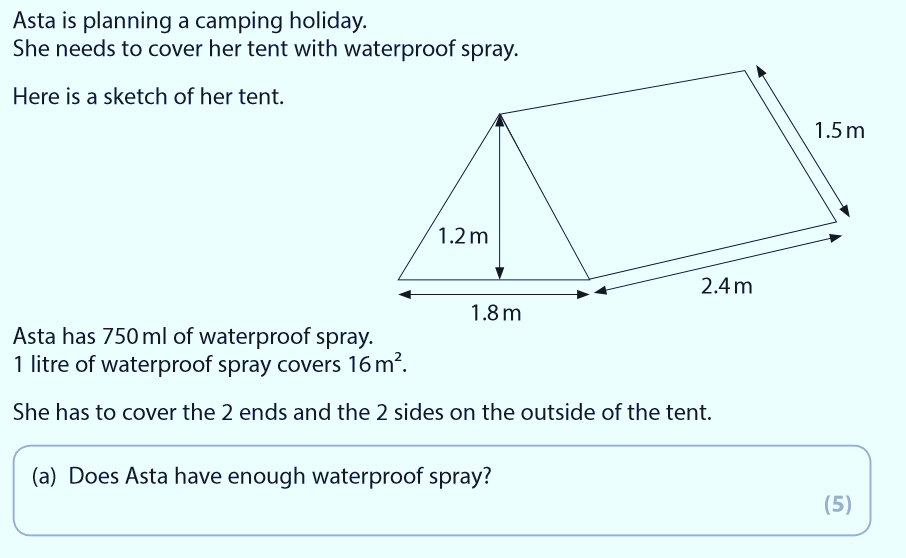 Asta is planning a camping holiday.
She needs to cover her tent with waterproof spray.
Here is a sketch of her tent.
1.5 m
1.2 m
2.4 m
1.8 m
Asta has 750 ml of waterproof spray.
1 litre of waterproof spray covers 16 m².
She has to cover the 2 ends and the 2 sides on the outside of the tent.
(a) Does Asta have enough waterproof spray?
(5)